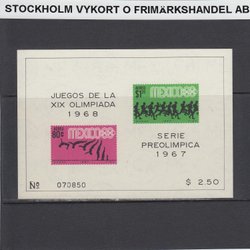 STOCKHOLM VYKORT O FRIMÄRKSHANDEL AB
JUEGOS DE LA
XIX OLIMPIADA
1968
MEXICO68
80¢
MEXICO68
SERIE
PREOLIMPICA
1967
Nº 070850
$ 2.50